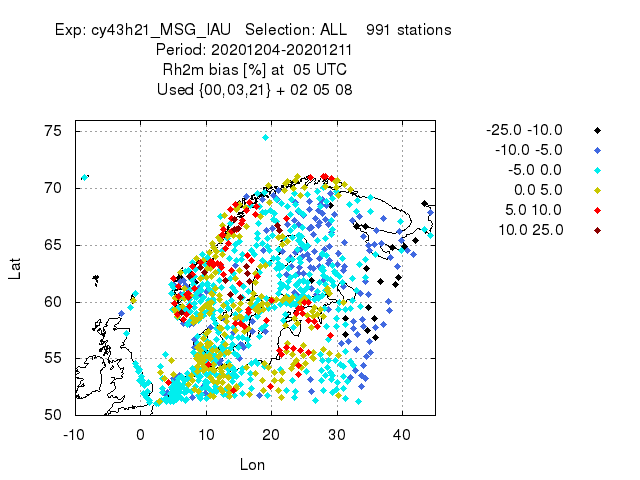 Exp: cy43h21_MSG_IAU Selection: ALL 991 stations
Period: 20201204-20201211
Rh2m bias [%] at 05 UTC
Used {00,03,21} + 02 05 08
-25.0 -10.0
-10.0 -5.0
-5.0 0.0
0.0 5.0
5.0 10.0
10.0 25.0
75
70
65
60
55
50
Lat
-10 0 10 20 30 40
Lon